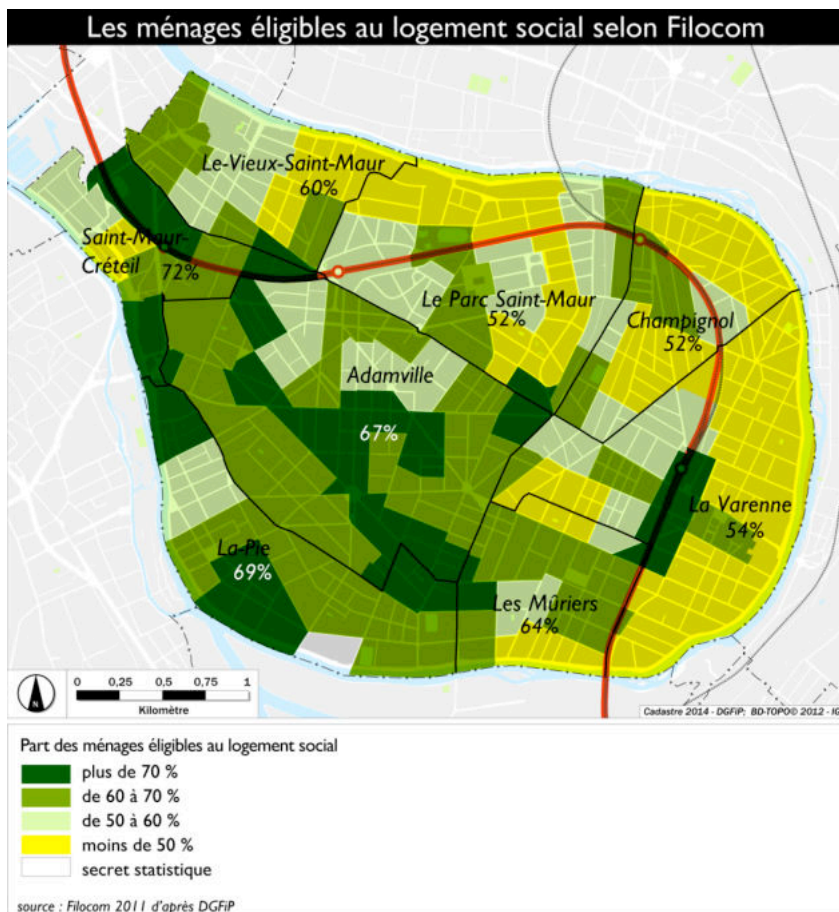 Les ménages éligibles au logement social selon Filocom
Le-Vieux-Saint-Maur
60%
Saint-Maur-
Créteil
72%
Le Parc Saint-Maur
52%
Champignol
52%
Adamville
67%
La Varenne
54%
La-Pie
69%
Les Mûriers
64%
0 0,25 0,5 0,75 1
Kilomètre
N
Cadastre 2014 - DGFiP; BD-TOPO© 2012 - IG
Part des ménages éligibles au logement social
plus de 70 %
de 60 à 70 %
de 50 à 60 %
moins de 50 %
secret statistique
source : Filocom 2011 d'après DGFiP